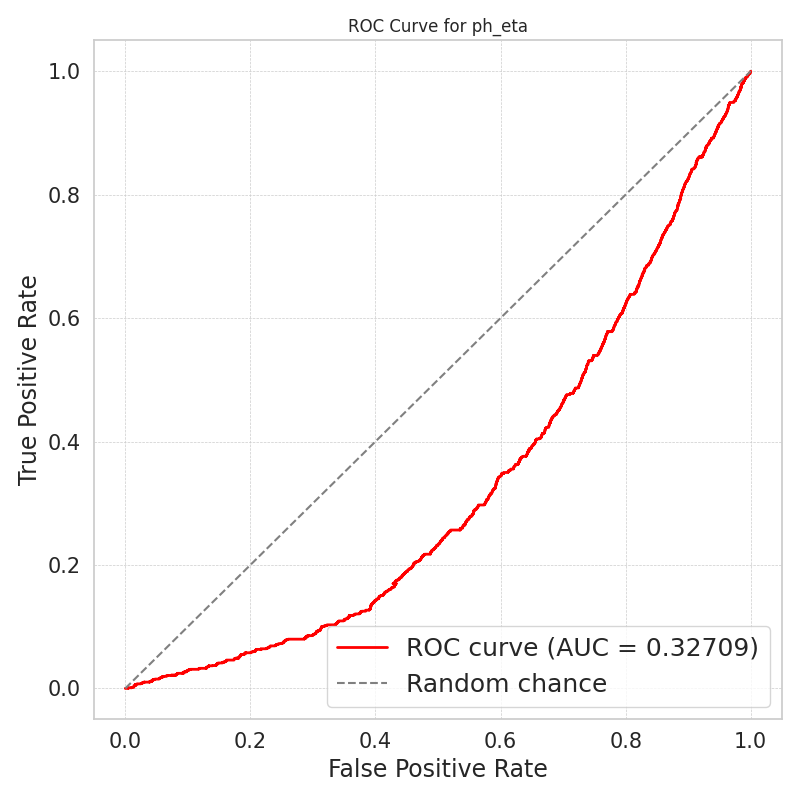 ROC Curve for ph_eta
True Positive Rate
1.0
0.8
0.6
0.4
0.2
0.0
ROC curve (AUC = 0.32709)
Random chance
0.0 0.2 0.4 0.6 0.8 1.0
False Positive Rate